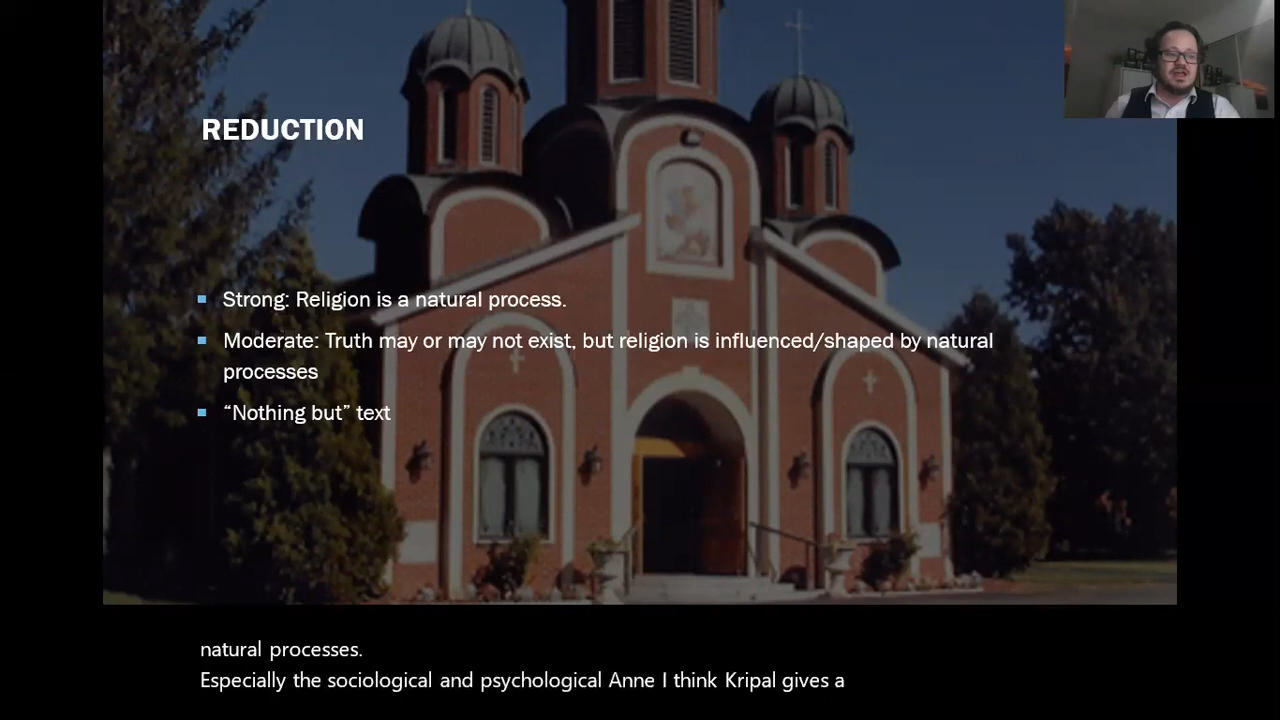 REDUCTION
Strong: Religion is a natural process.
Moderate: Truth may or may not exist, but religion is influenced/shaped by natural
processes
“Nothing but” text
natural processes.
Especially the sociological and psychological Anne I think Kripal gives a